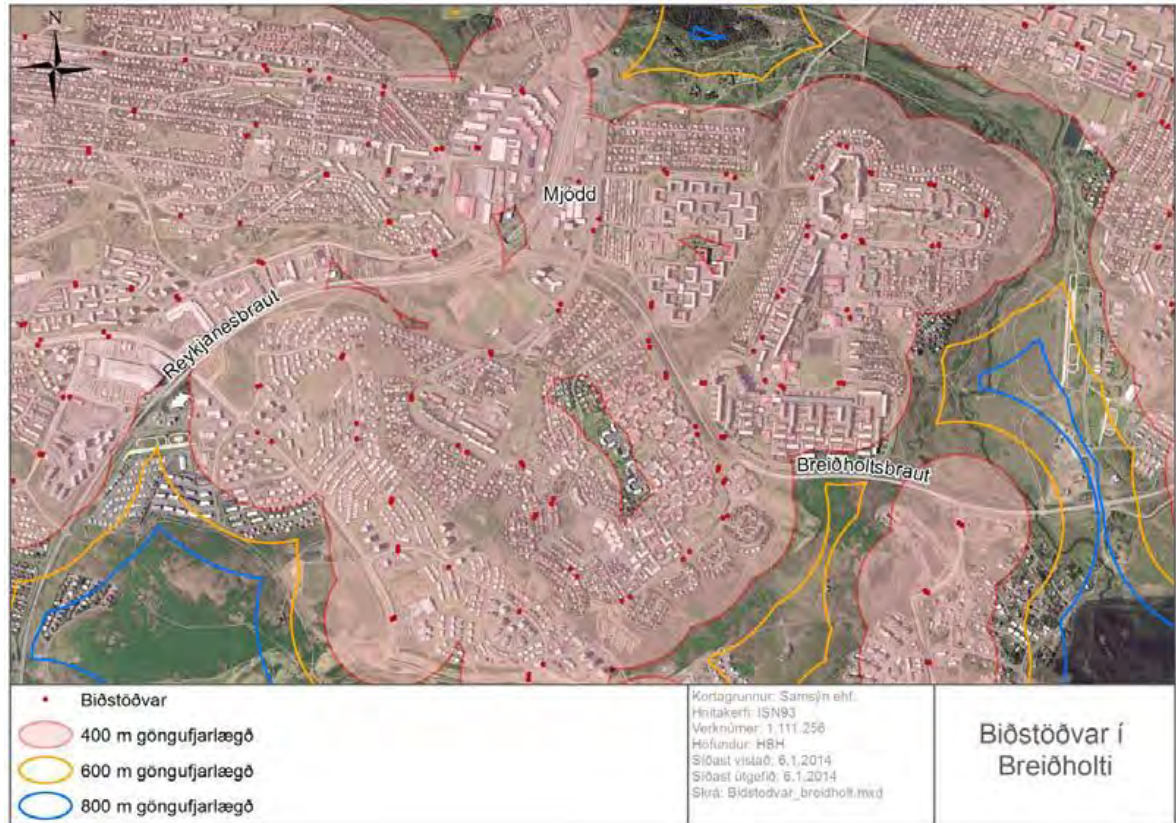 N
Mjódd
Reykjanesbraut
Breiðholtsbraut
Biðstöðvar
400 m göngufjarlægð
600 m göngufjarlægð
800 m göngufjarlægð
Kortagrunnur: Samsýn ehf.
Hnitakerfi: ISN93
Verknúmer: 1.111.256
Höfundur: HBH
Síðast vistað: 6.1.2014
Síðast útgefið: 6.1.2014
Skrá: Bidstodvar_breidholt.mxd
Biðstöðvar í
Breiðholti